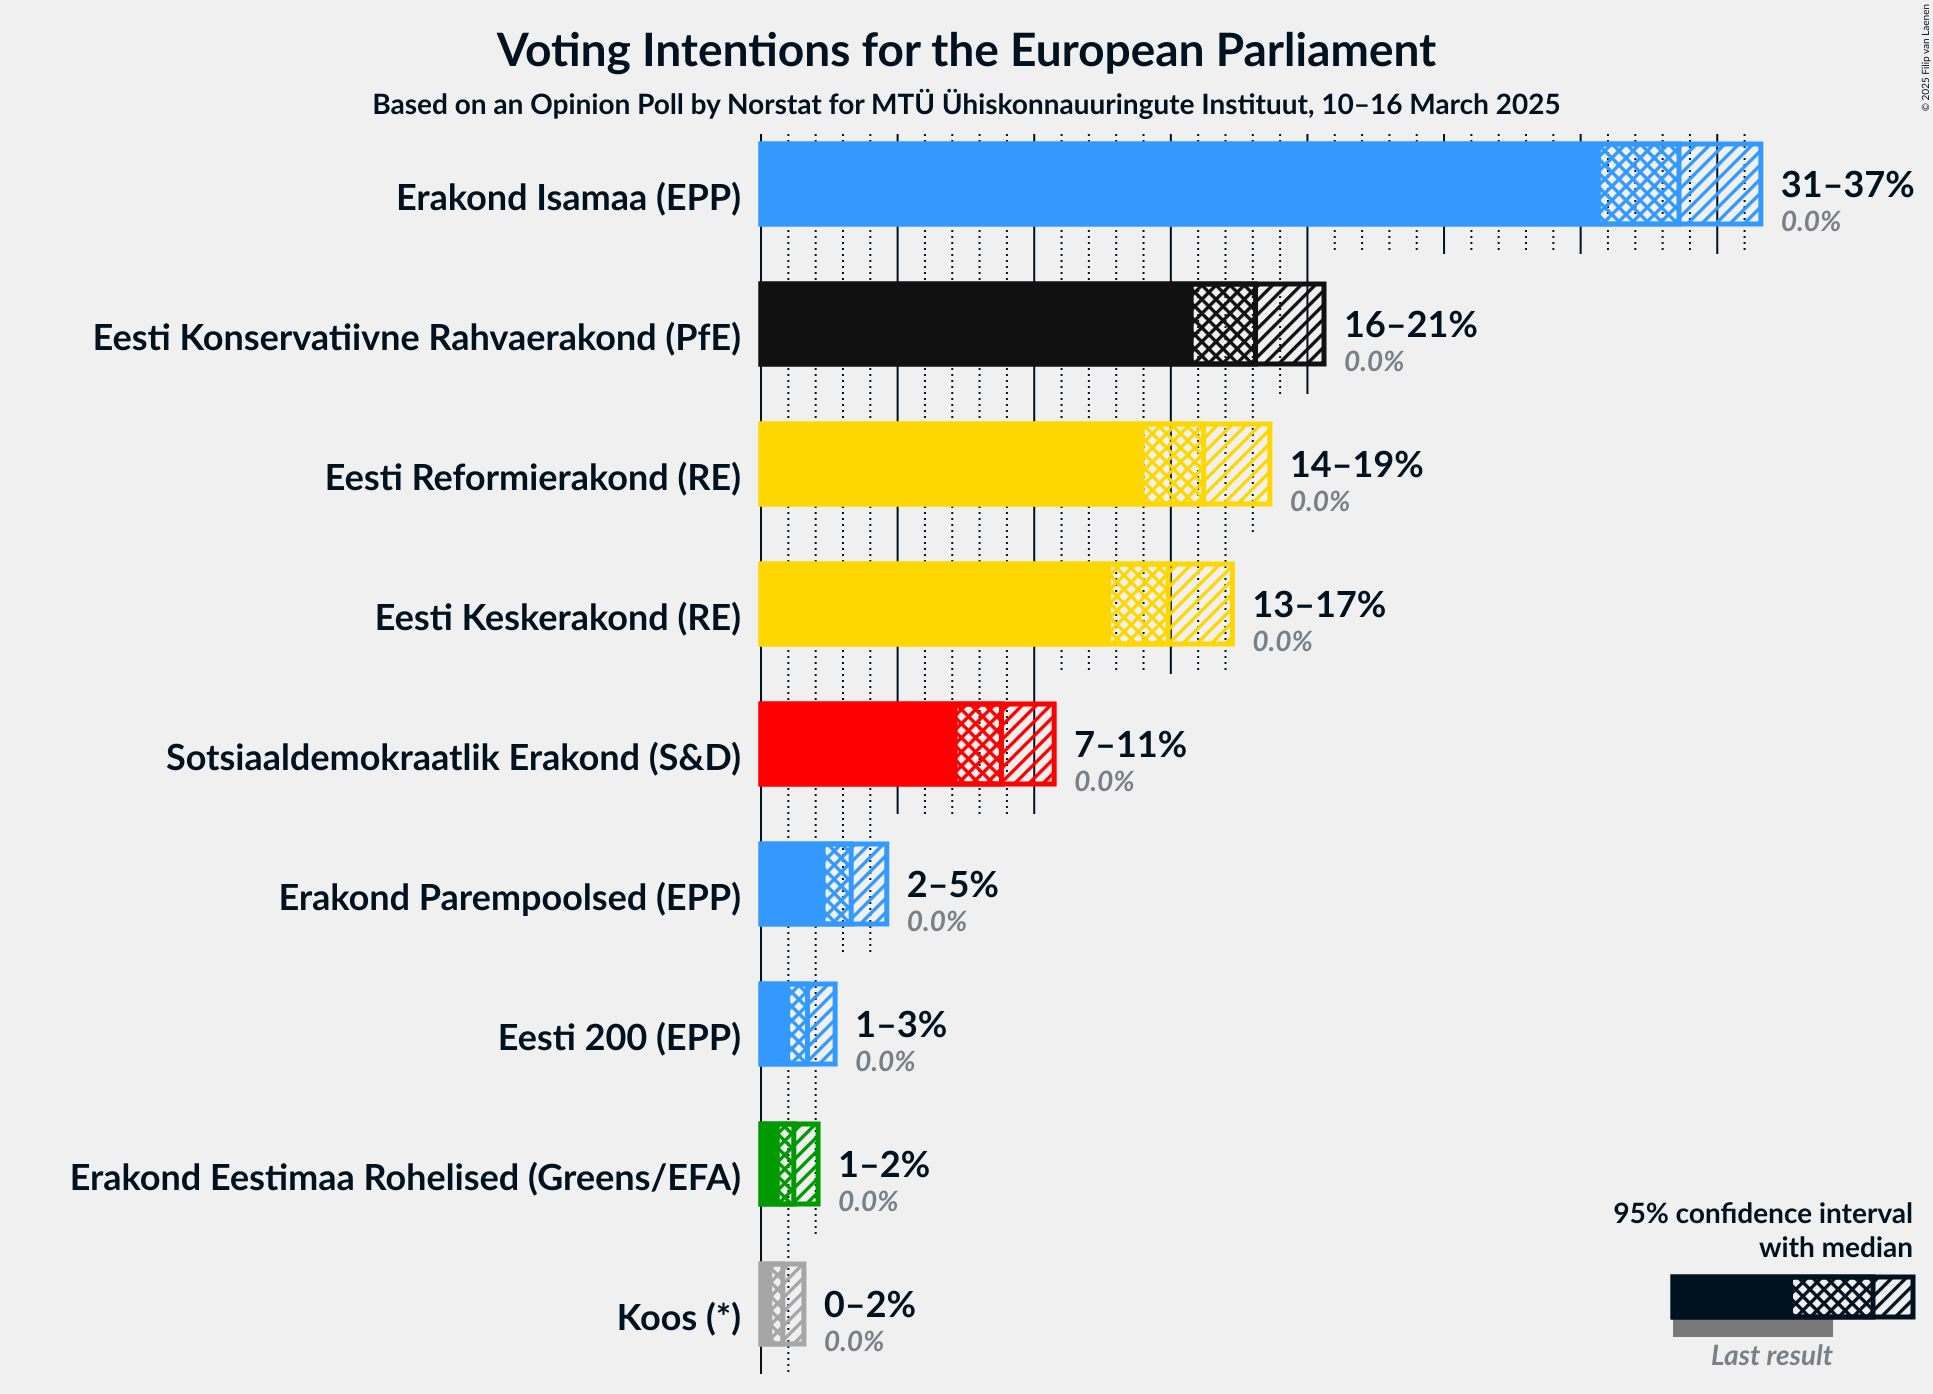 Voting Intentions for the European Parliament
Based on an Opinion Poll by Norstat for MTÜ Ühiskonnauuringute Instituut, 10–16 March 2025
© 2025 Filip van Laenen
Erakond Isamaa (EPP)
31–37%
0.0%
Eesti Konservatiivne Rahvaerakond (PfE)
16–21%
0.0%
Eesti Reformierakond (RE)
14–19%
0.0%
Eesti Keskerakond (RE)
13–17%
0.0%
Sotsiaaldemokraatlik Erakond (S&D)
7–11%
0.0%
Erakond Parempoolsed (EPP)
2–5%
0.0%
Eesti 200 (EPP)
1–3%
0.0%
Erakond Eestimaa Rohelised (Greens/EFA)
1–2%
0.0%
Koos (*)
0–2%
0.0%
95% confidence interval
with median
Last result